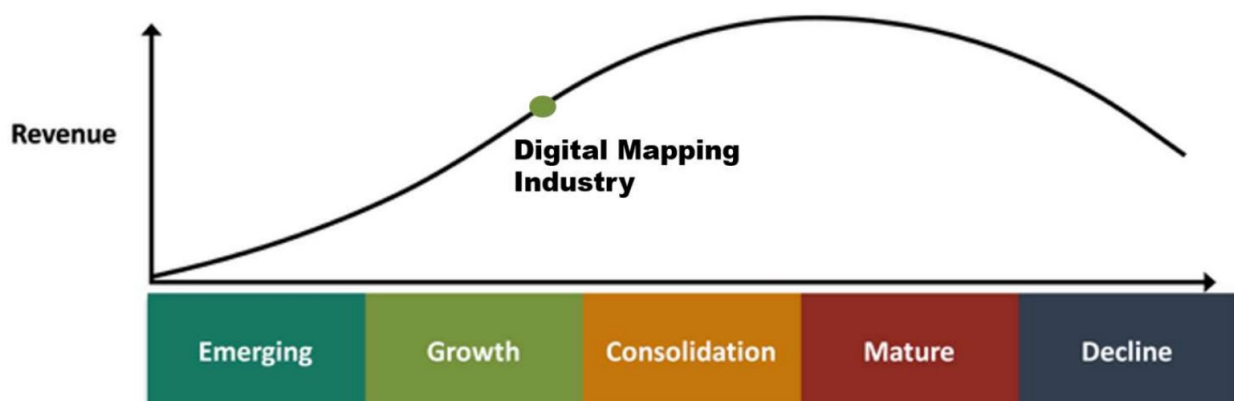 Revenue
Digital Mapping
Industry
Emerging
Growth
Consolidation
Mature
Decline